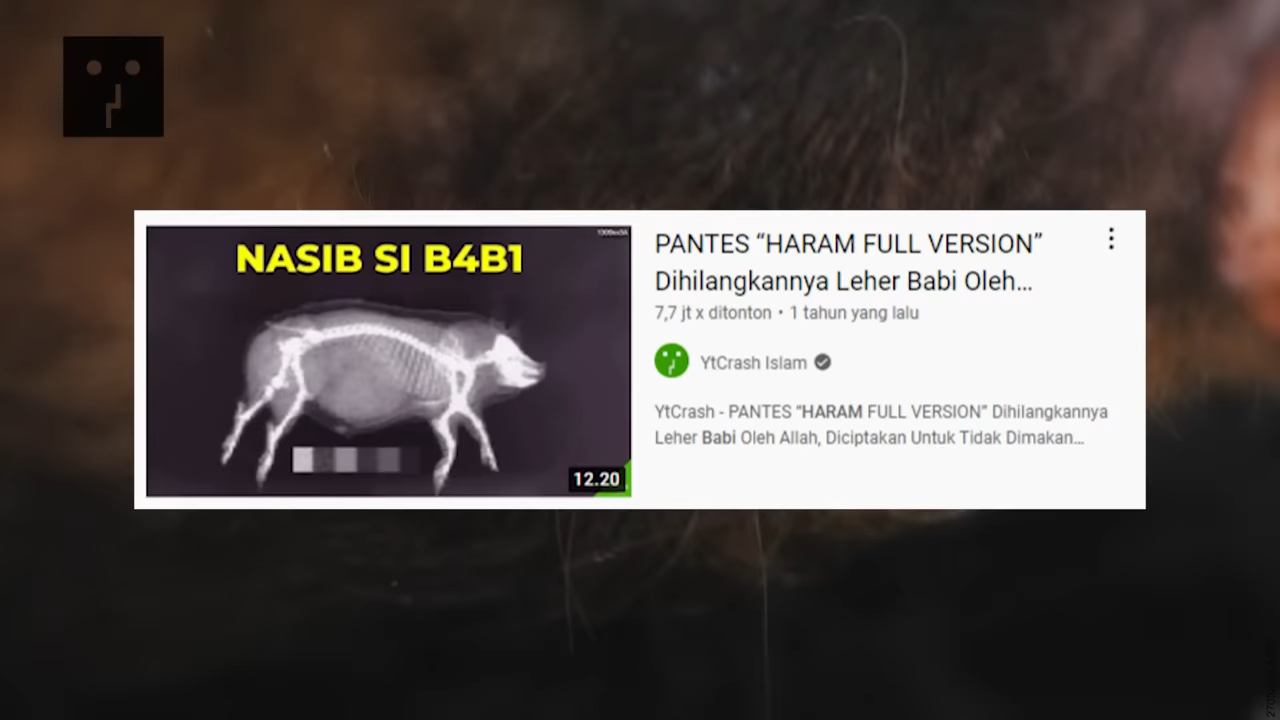 NASIB SI B4B1
12.20
PANTES “HARAM FULL VERSION”
Dihilangkannya Leher Babi Oleh...
7,7 jt x ditonton • 1 tahun yang lalu
YtCrash Islam
YtCrash - PANTES “HARAM FULL VERSION” Dihilangkannya
Leher Babi Oleh Allah, Diciptakan Untuk Tidak Dimakan...